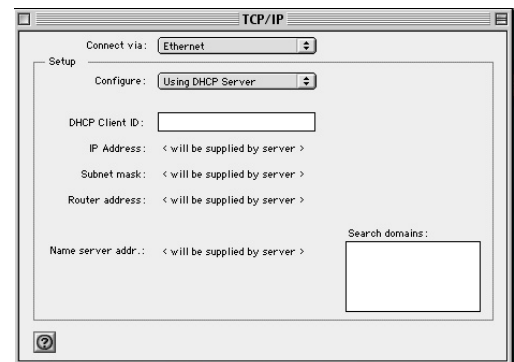 TCP/IP
Connect via: Ethernet
Setup
Configure: Using DHCP Server
DHCP Client ID:
IP Address: < will be supplied by server >
Subnet mask: < will be supplied by server >
Router address: < will be supplied by server >
Search domains:
Name server addr.: < will be supplied by server >
?